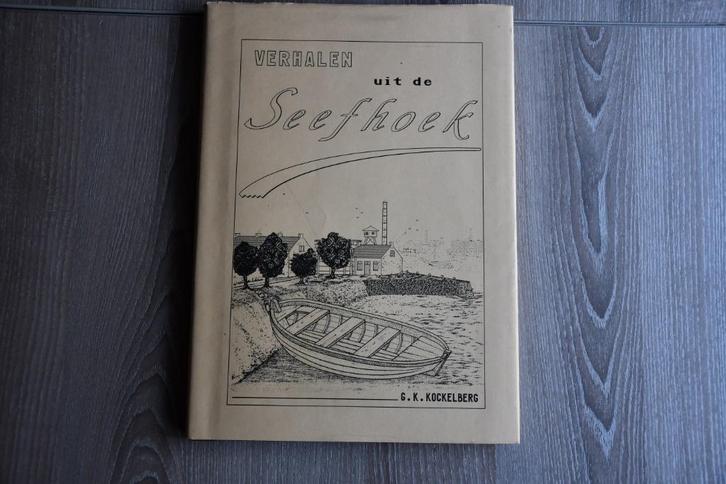 VERHALEN
uit de
Seefhoek
G.K.KOCKELBERG